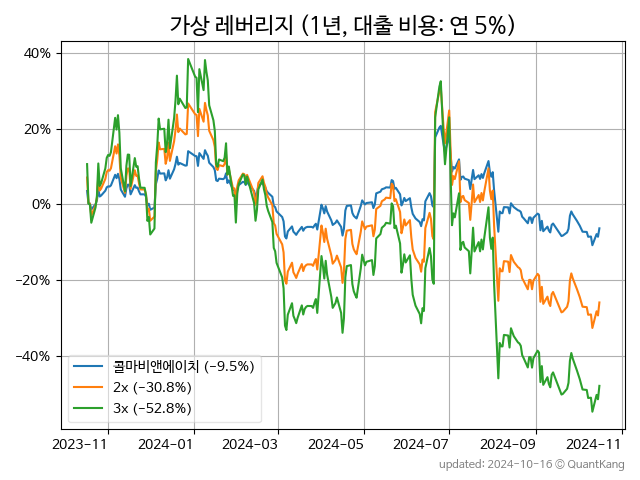 가상 레버리지 (1년, 대출 비용: 연 5%)
40%
20%
0%
−20%
−40%
콜마비앤에이치 (−9.5%)
2x (−30.8%)
3x (−52.8%)
2023-11 2024-01 2024-03 2024-05 2024-07 2024-09 2024-11
updated: 2024-10-16 © QuantKang